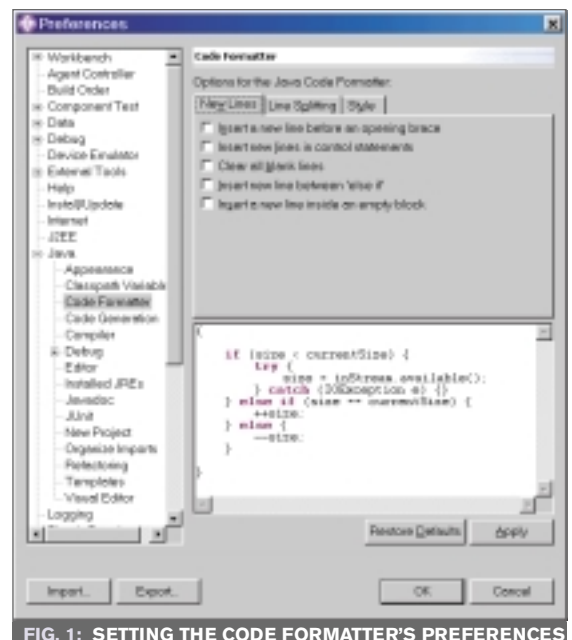 Preferences
Workbench
Agent Controller
Build Order
Component Test
Data
Debug
Device Emulator
External Tools
Help
Install/Update
Internet
J2EE
Java
Appearance
Classpath Variable
Code Formatter
Code Generation
Compiler
Debug
Editor
Installed JREs
Javadoc
JUnit
New Project
Organize Imports
Refactoring
Templates
Visual Editor
Logging
Code Formatter
Options for the Java Code Formatter:
New Lines Line Splitting Style
Insert a new line before an opening brace
Insert new lines in control statements
Clear all blank lines
Insert new line between 'else if'
Insert a new line inside an empty block
{
if (size < currentSize) {
try {
size = inStream.available();
} catch (IOException e) {}
} else if (size == currentSize) {
++size;
} else {
--size;
}
}
Restore Defaults Apply
Import... Export... OK Cancel
FIG. 1: SETTING THE CODE FORMATTER'S PREFERENCES